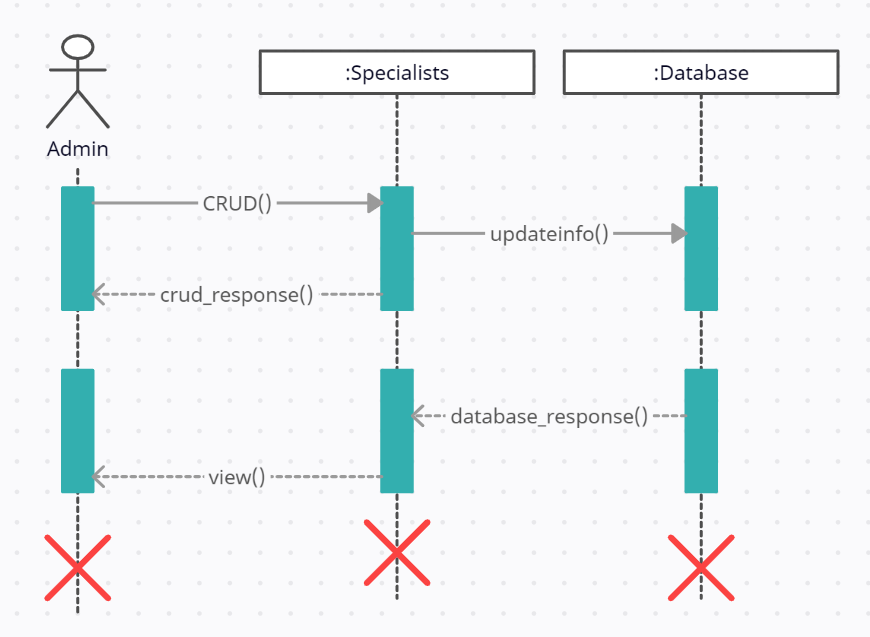 :Specialists
:Database
Admin
CRUD()
updateinfo()
crud_response()
database_response()
view()